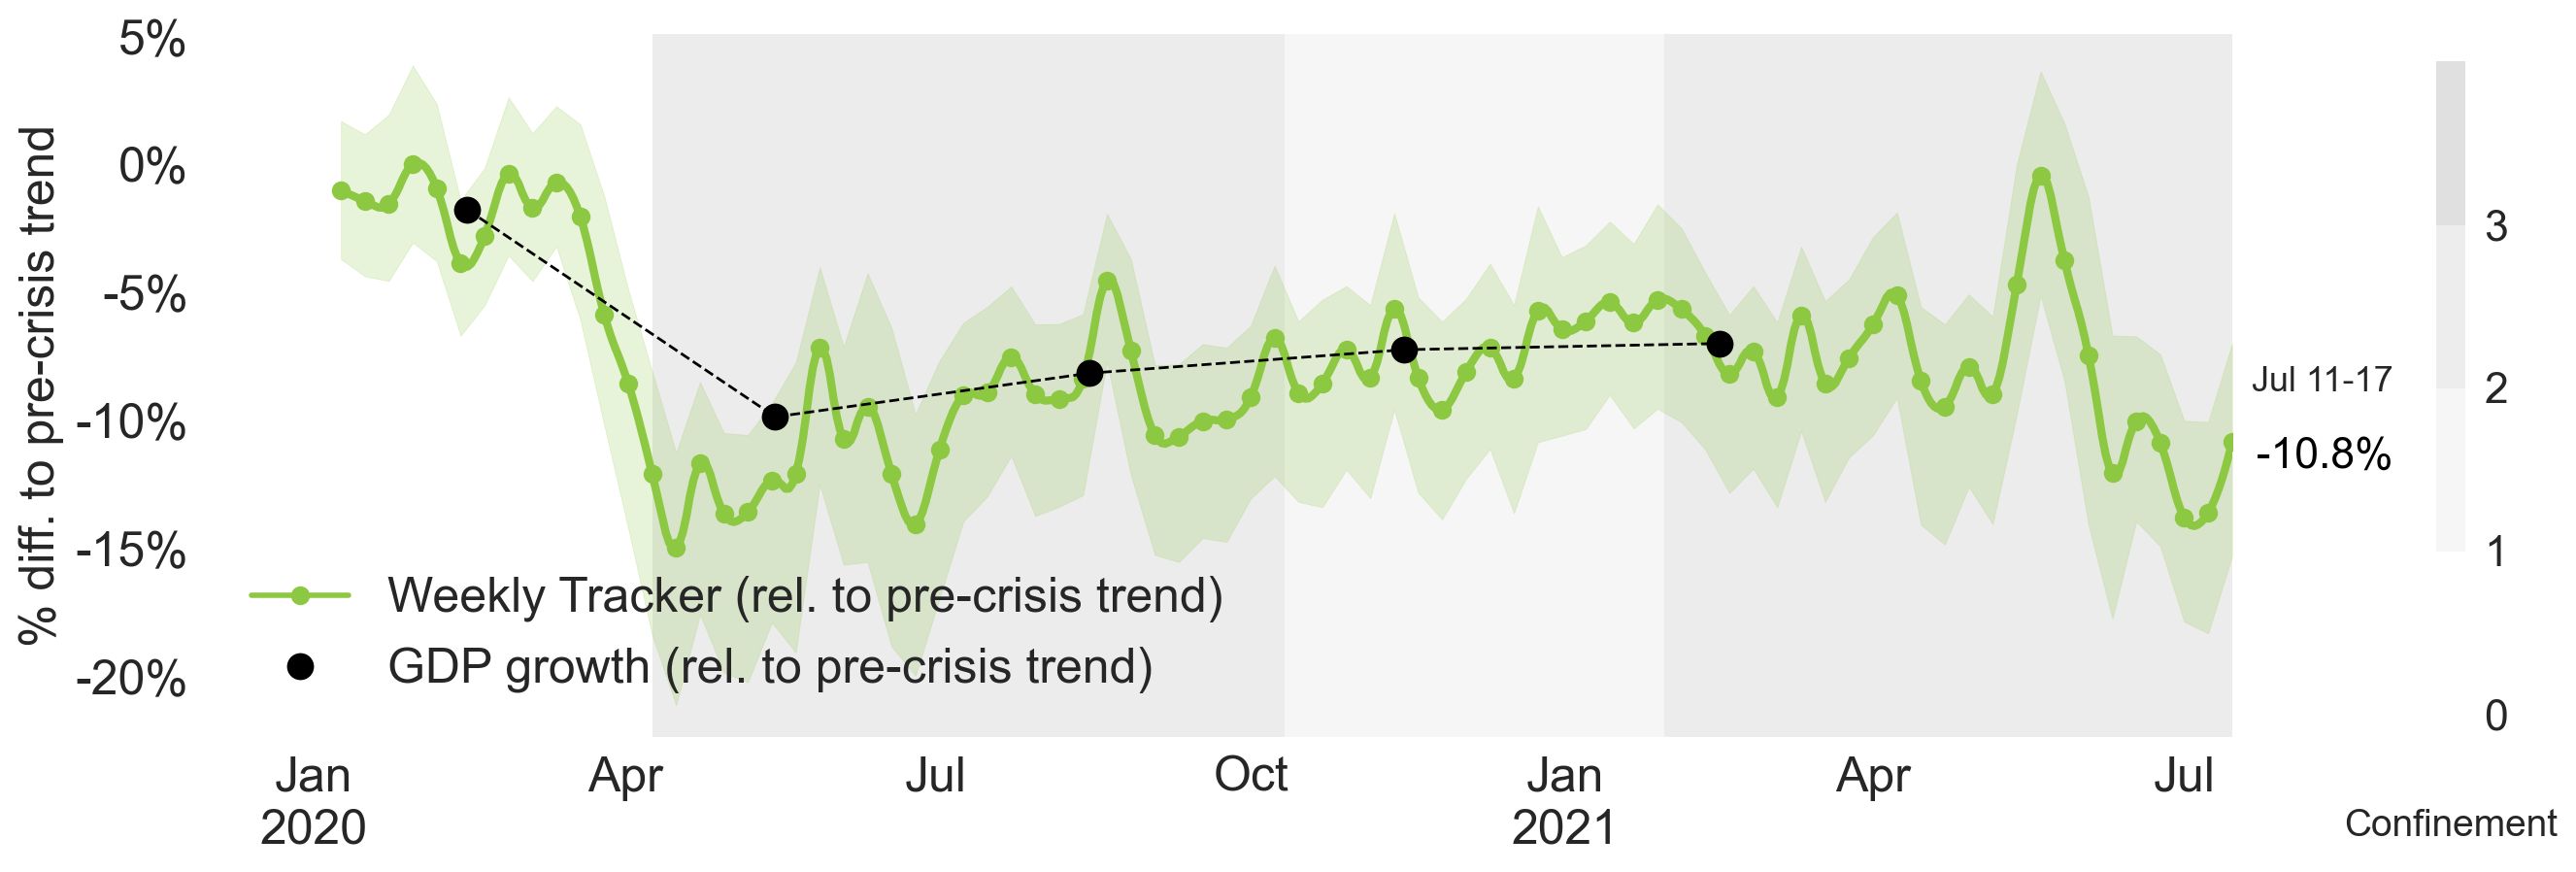 % diff. to pre-crisis trend
5%
0%
-5%
-10%
-15%
-20%
Weekly Tracker (rel. to pre-crisis trend)
GDP growth (rel. to pre-crisis trend)
Jan
2020
Apr
Jul
Oct
Jan
2021
Apr
Jul
Jul 11-17
-10.8%
3
2
1
0
Confinement